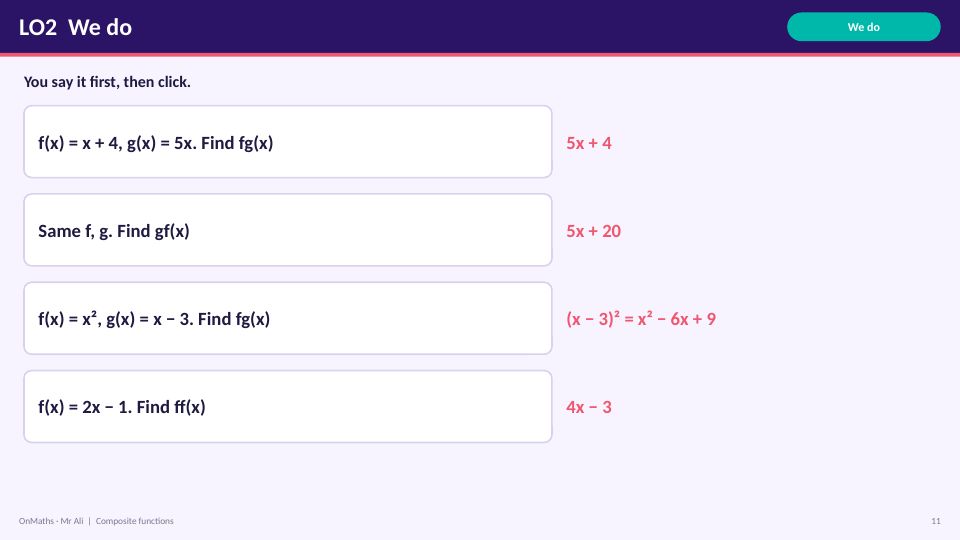 LO2  We do
We do
You say it first, then click.
f(x) = x + 4, g(x) = 5x. Find fg(x)
5x + 4
Same f, g. Find gf(x)
5x + 20
f(x) = x², g(x) = x − 3. Find fg(x)
(x − 3)² = x² − 6x + 9
f(x) = 2x − 1. Find ff(x)
4x − 3
OnMaths · Mr Ali  |  Composite functions
11